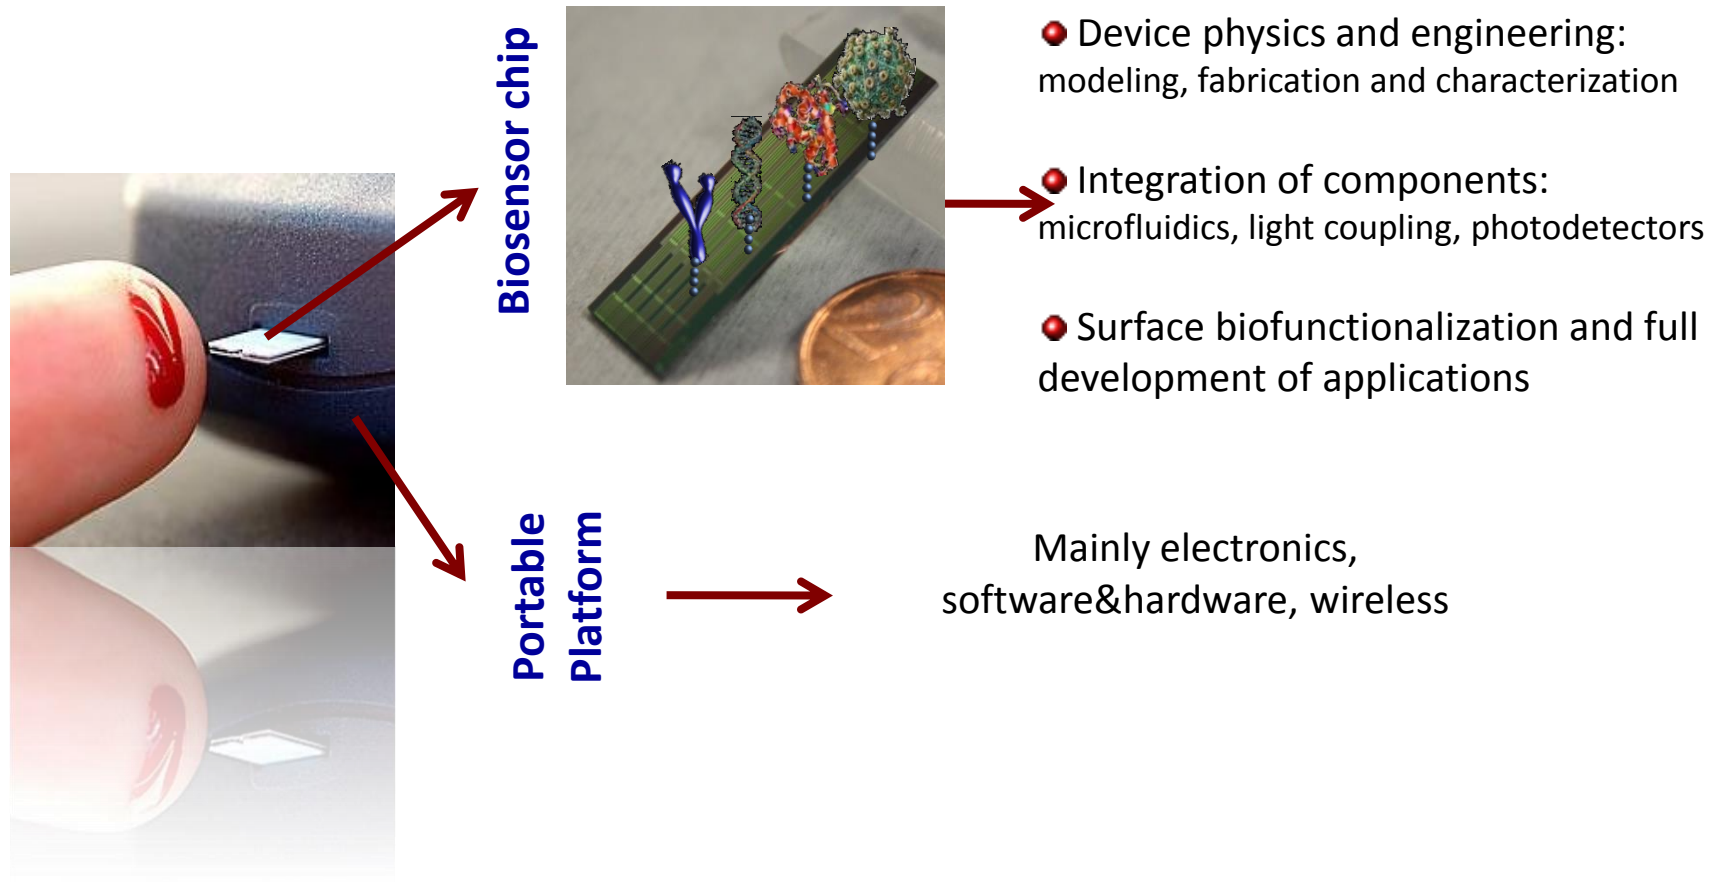 Biosensor chip
Device physics and engineering:
modeling, fabrication and characterization
Integration of components:
microfluidics, light coupling, photodetectors
Surface biofunctionalization and full
development of applications
Portable
Platform
Mainly electronics,
software&hardware, wireless